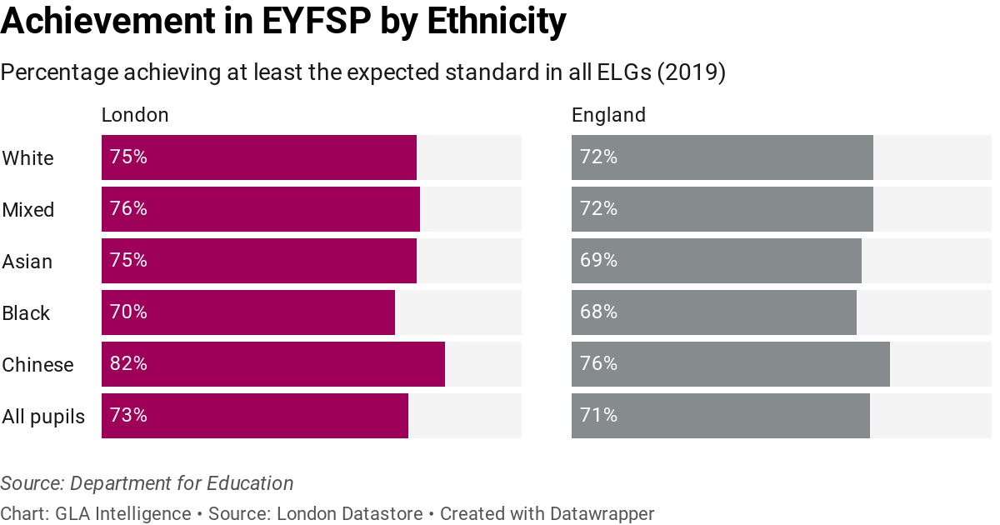 Achievement in EYFSP by Ethnicity
Percentage achieving at least the expected standard in all ELGs (2019)
London England
White 75% 72%
Mixed 76% 72%
Asian 75% 69%
Black 70% 68%
Chinese 82% 76%
All pupils 73% 71%
Source: Department for Education
Chart: GLA Intelligence • Source: London Datastore • Created with Datawrapper